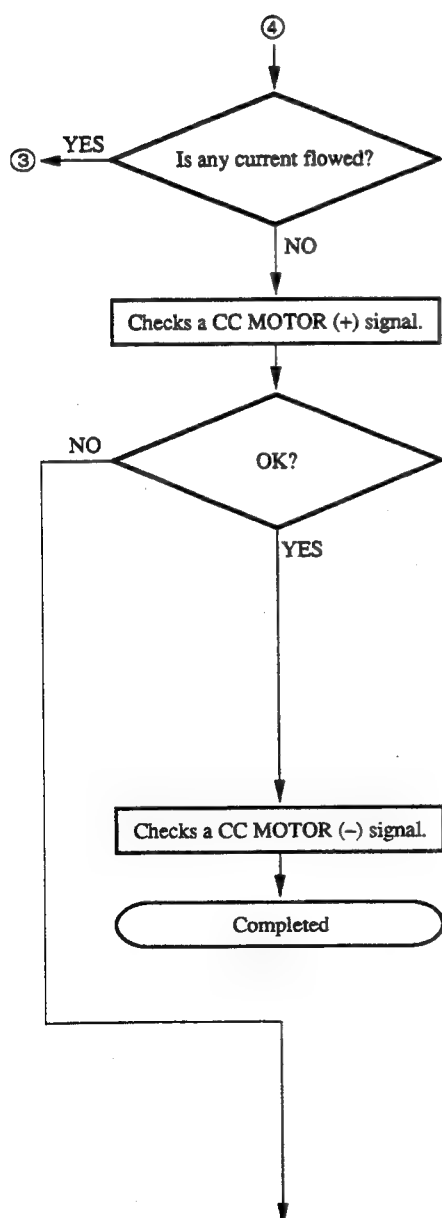 ④
Is any current flowed?
YES
③
NO
Checks a CC MOTOR (+) signal.
NO
OK?
YES
Checks a CC MOTOR (–) signal.
Completed